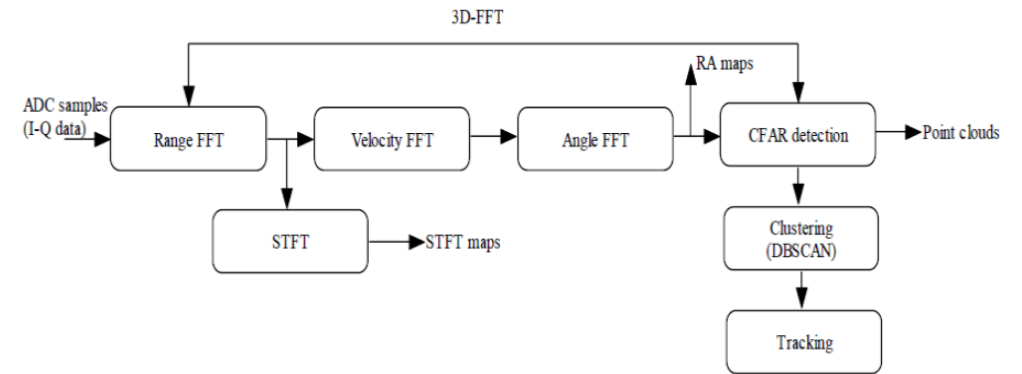 3D-FFT
RA maps
ADC samples
(I-Q data)
Range FFT
Velocity FFT
Angle FFT
CFAR detection
Point clouds
STFT
STFT maps
Clustering
(DBSCAN)
Tracking